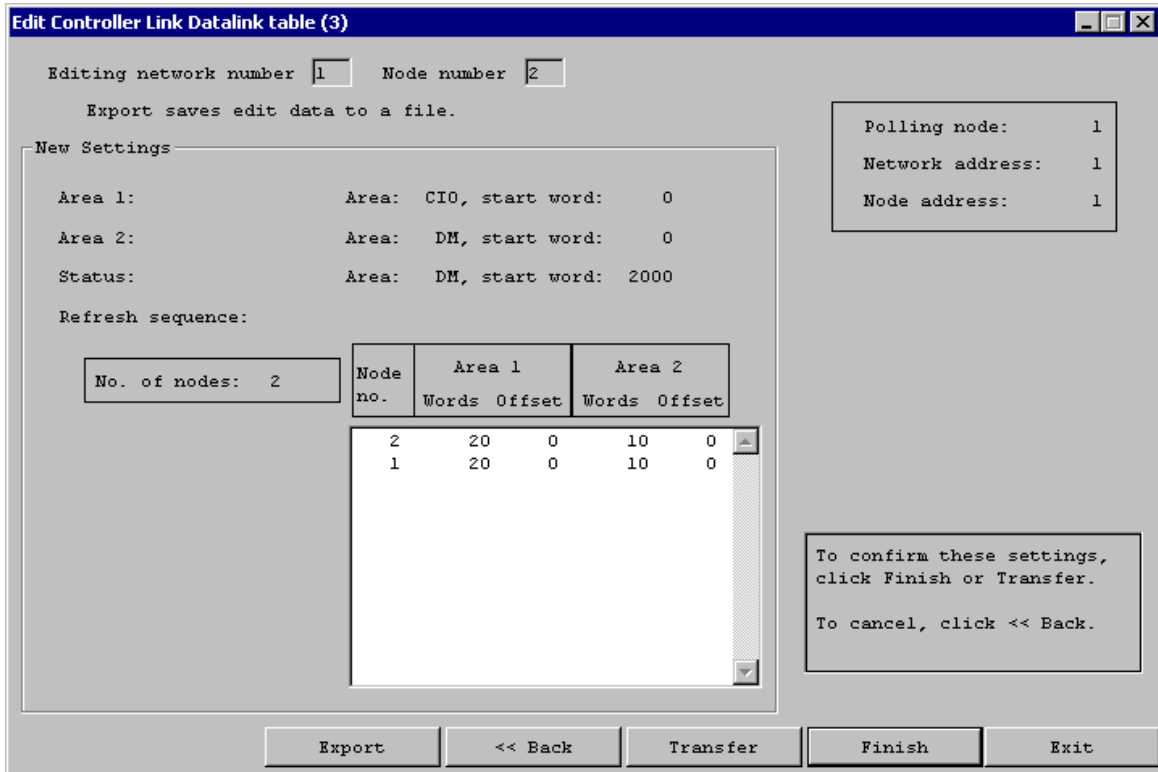 Edit Controller Link Datalink table (3)
Editing network number 1 Node number 2
Export saves edit data to a file.
Polling node: 1
Network address: 1
Node address: 1
New Settings
Area 1: Area: CIO, start word: 0
Area 2: Area: DM, start word: 0
Status: Area: DM, start word: 2000
Refresh sequence:
No. of nodes: 2
Node no.
Area 1 Area 2
Words Offset Words Offset
2 20 0 10 0
1 20 0 10 0
To confirm these settings,
click Finish or Transfer.
To cancel, click << Back.
Export << Back Transfer Finish Exit